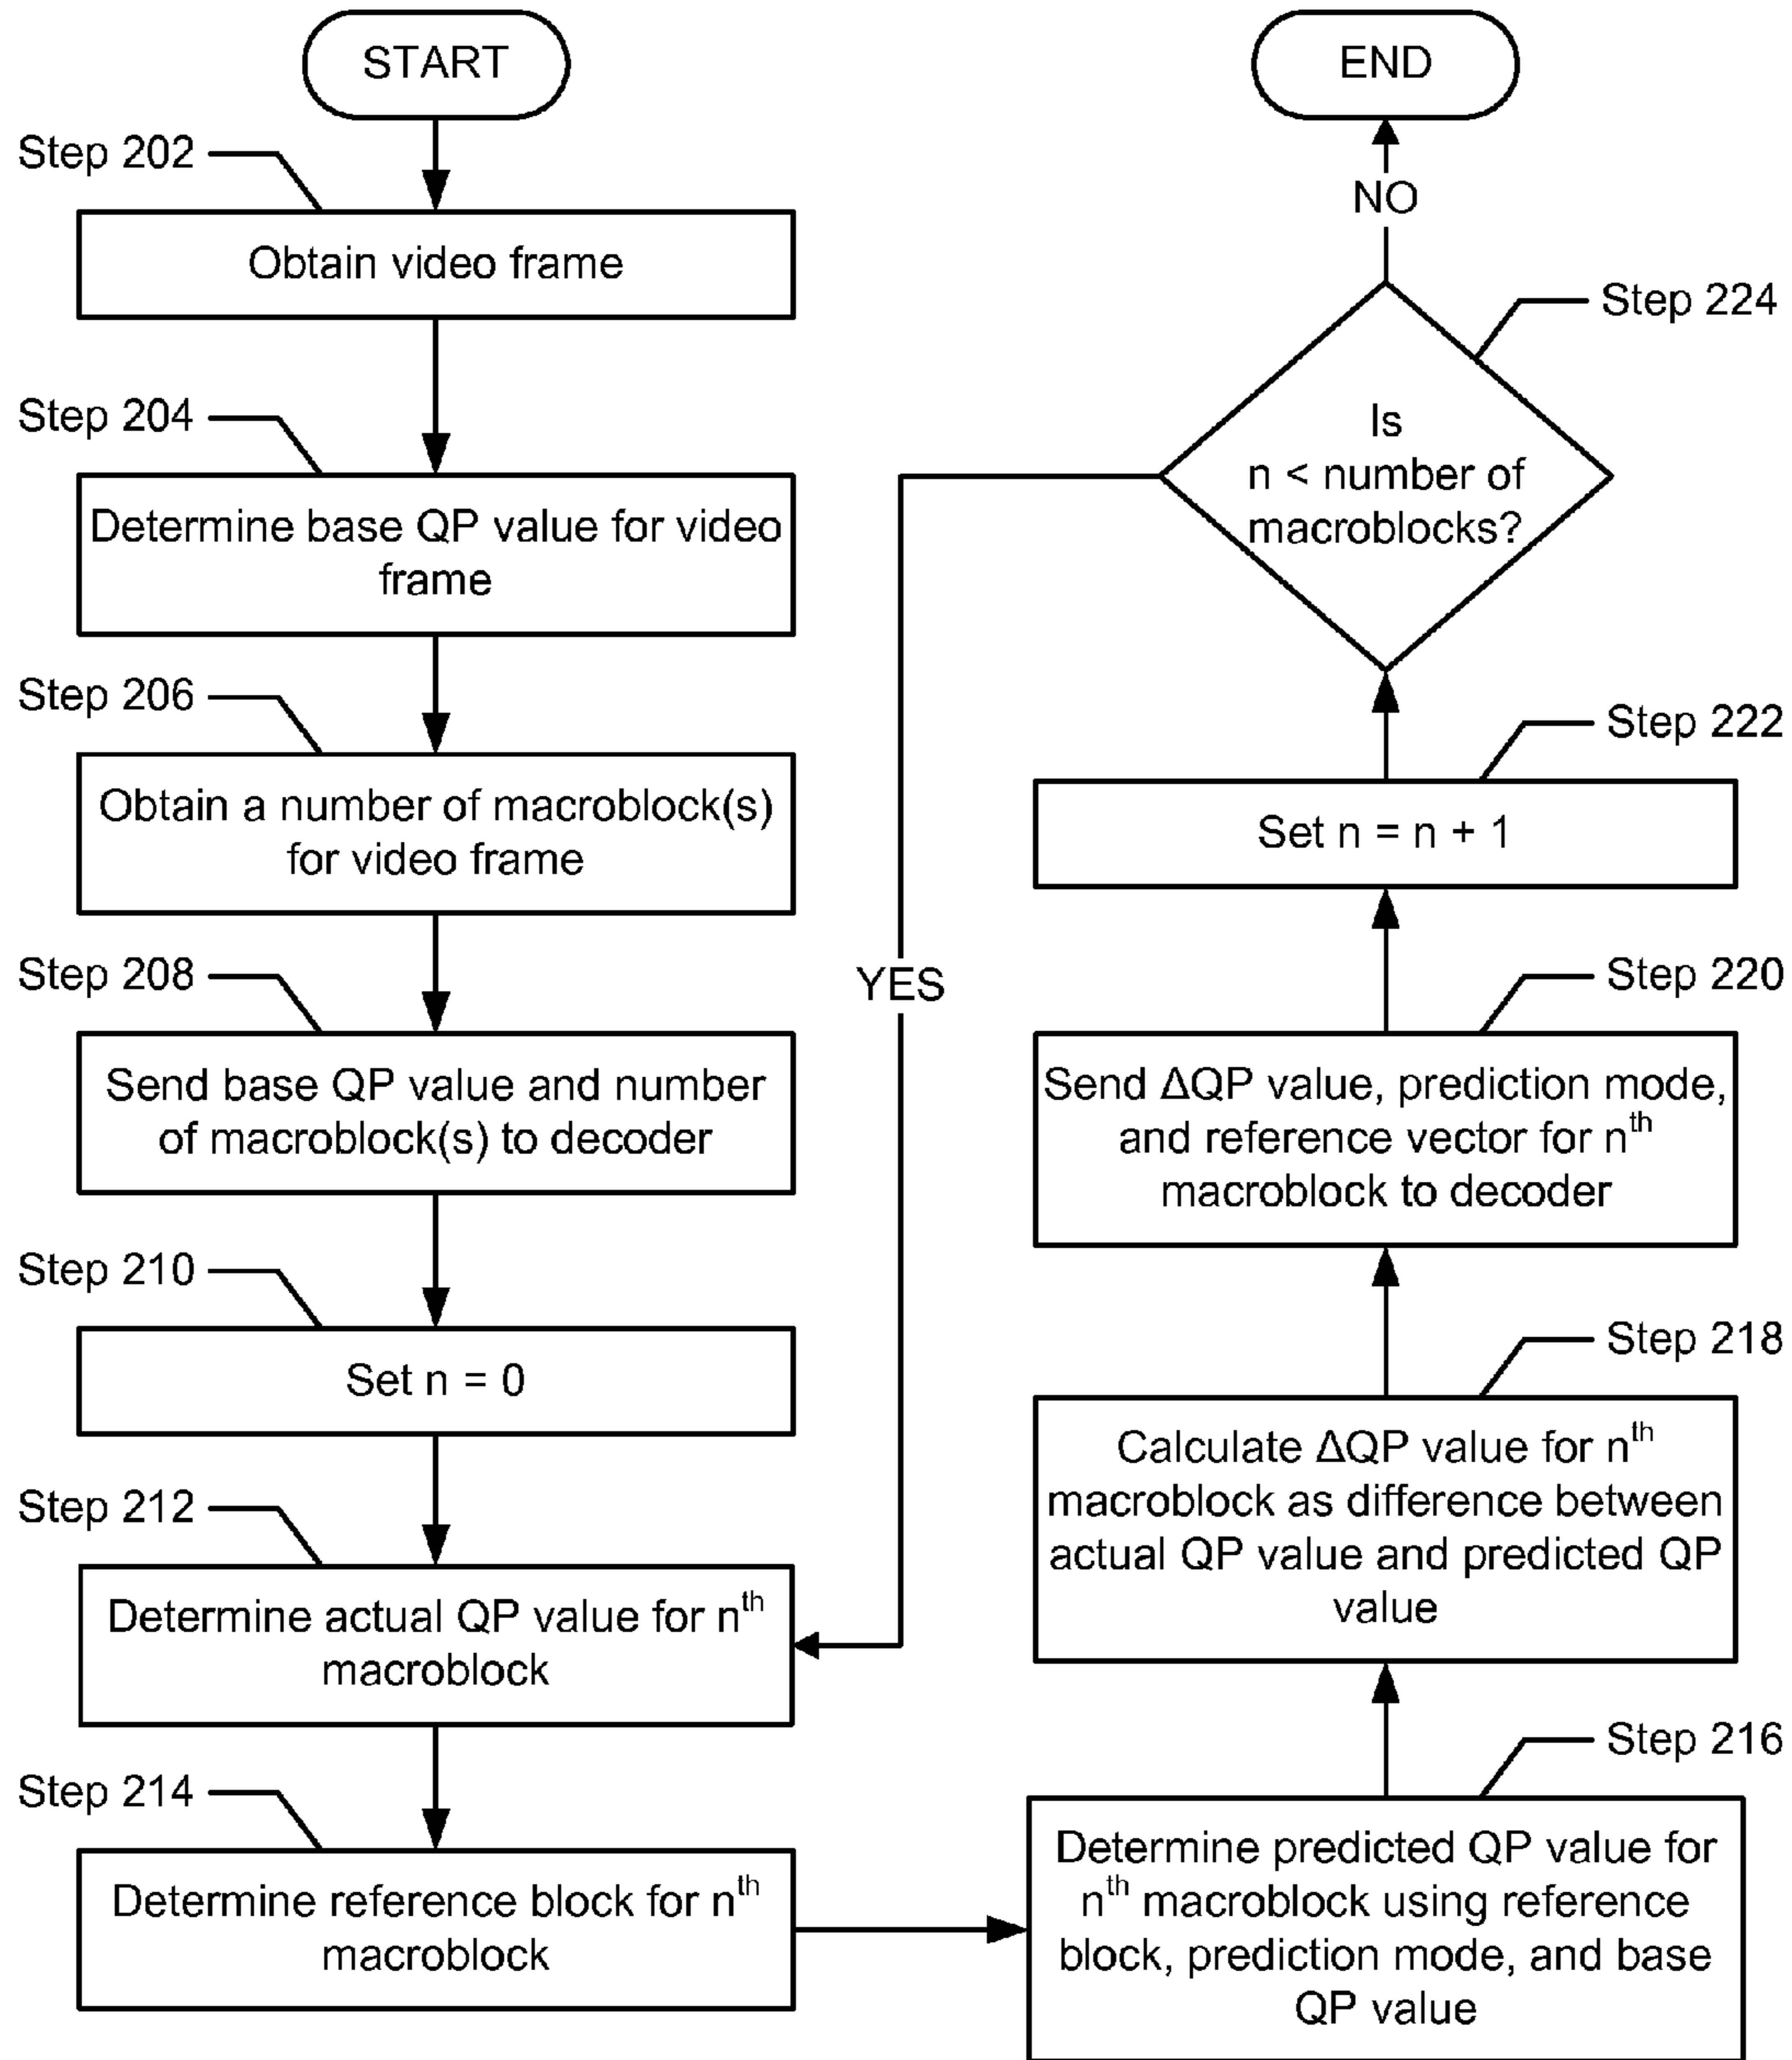 START
Step 202
Obtain video frame
Step 204
Determine base QP value for video
frame
Step 206
Obtain a number of macroblock(s)
for video frame
Step 208
Send base QP value and number
of macroblock(s) to decoder
Step 210
Set n = 0
Step 212
Determine actual QP value for nth
macroblock
Step 214
Determine reference block for nth
macroblock
Step 216
Determine predicted QP value for
nth macroblock using reference
block, prediction mode, and base
QP value
Step 218
Calculate ΔQP value for nth
macroblock as difference between
actual QP value and predicted QP
value
Step 220
Send ΔQP value, prediction mode,
and reference vector for nth
macroblock to decoder
Step 222
Set n = n + 1
Step 224
Is
n < number of
macroblocks?
YES
NO
END